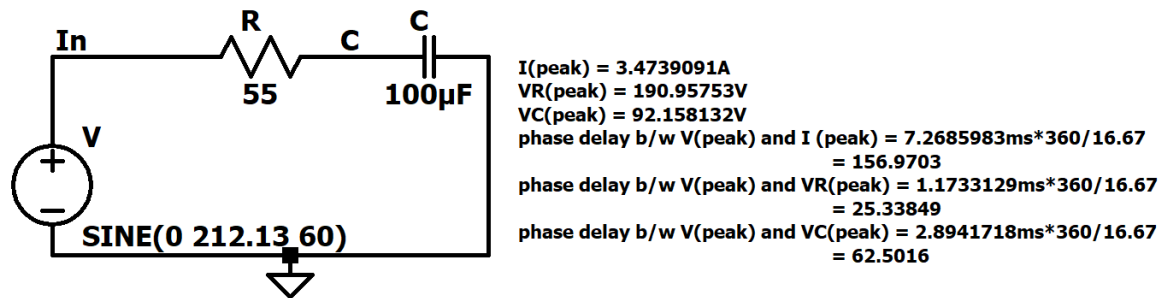 R
C
In
C
55
100µF
V
SINE(0 212.13 60)
I(peak) = 3.4739091A
VR(peak) = 190.95753V
VC(peak) = 92.158132V
phase delay b/w V(peak) and I (peak) = 7.2685983ms*360/16.67
= 156.9703
phase delay b/w V(peak) and VR(peak) = 1.1733129ms*360/16.67
= 25.33849
phase delay b/w V(peak) and VC(peak) = 2.8941718ms*360/16.67
= 62.5016